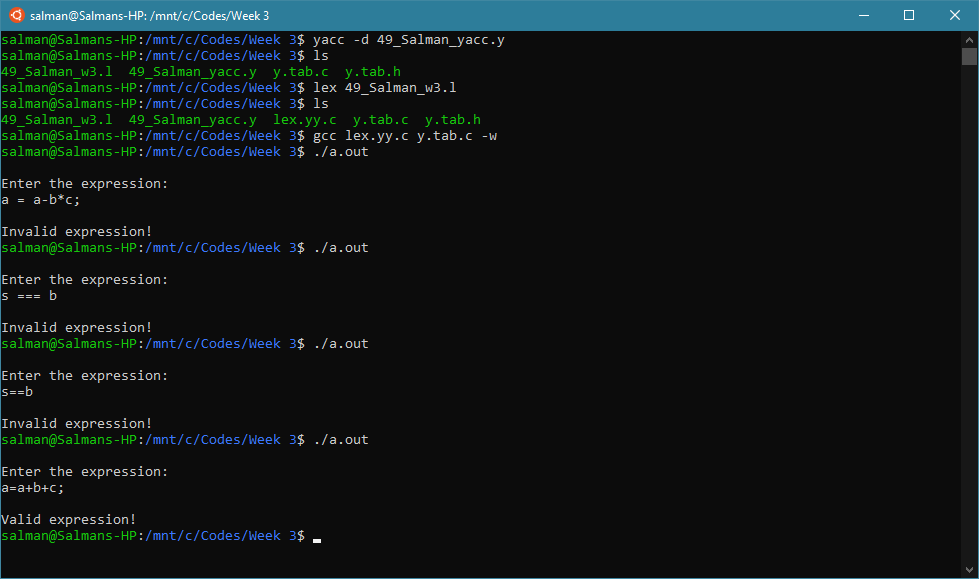 salman@Salmans-HP: /mnt/c/Codes/Week 3
salman@Salmans-HP:/mnt/c/Codes/Week 3$ yacc -d 49_Salman_yacc.y
salman@Salmans-HP:/mnt/c/Codes/Week 3$ ls
49_Salman_w3.l  49_Salman_yacc.y  y.tab.c  y.tab.h
salman@Salmans-HP:/mnt/c/Codes/Week 3$ lex 49_Salman_w3.l
salman@Salmans-HP:/mnt/c/Codes/Week 3$ ls
49_Salman_w3.l  49_Salman_yacc.y  lex.yy.c  y.tab.c  y.tab.h
salman@Salmans-HP:/mnt/c/Codes/Week 3$ gcc lex.yy.c y.tab.c -w
salman@Salmans-HP:/mnt/c/Codes/Week 3$ ./a.out
Enter the expression:
a = a-b*c;
Invalid expression!
salman@Salmans-HP:/mnt/c/Codes/Week 3$ ./a.out
Enter the expression:
s === b
Invalid expression!
salman@Salmans-HP:/mnt/c/Codes/Week 3$ ./a.out
Enter the expression:
s==b
Invalid expression!
salman@Salmans-HP:/mnt/c/Codes/Week 3$ ./a.out
Enter the expression:
a=a+b+c;
Valid expression!
salman@Salmans-HP:/mnt/c/Codes/Week 3$